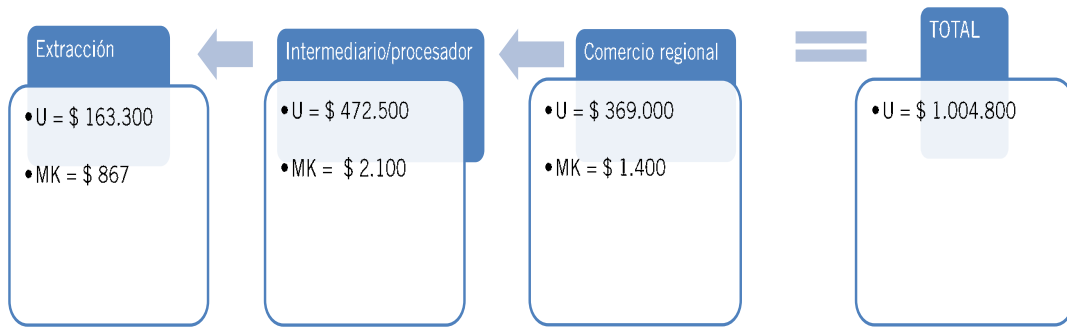 Extracción
• U = $ 163.300
• MK = $ 867
Intermediario/procesador
• U = $ 472.500
• MK = $ 2.100
Comercio regional
• U = $ 369.000
• MK = $ 1.400
TOTAL
• U = $ 1.004.800